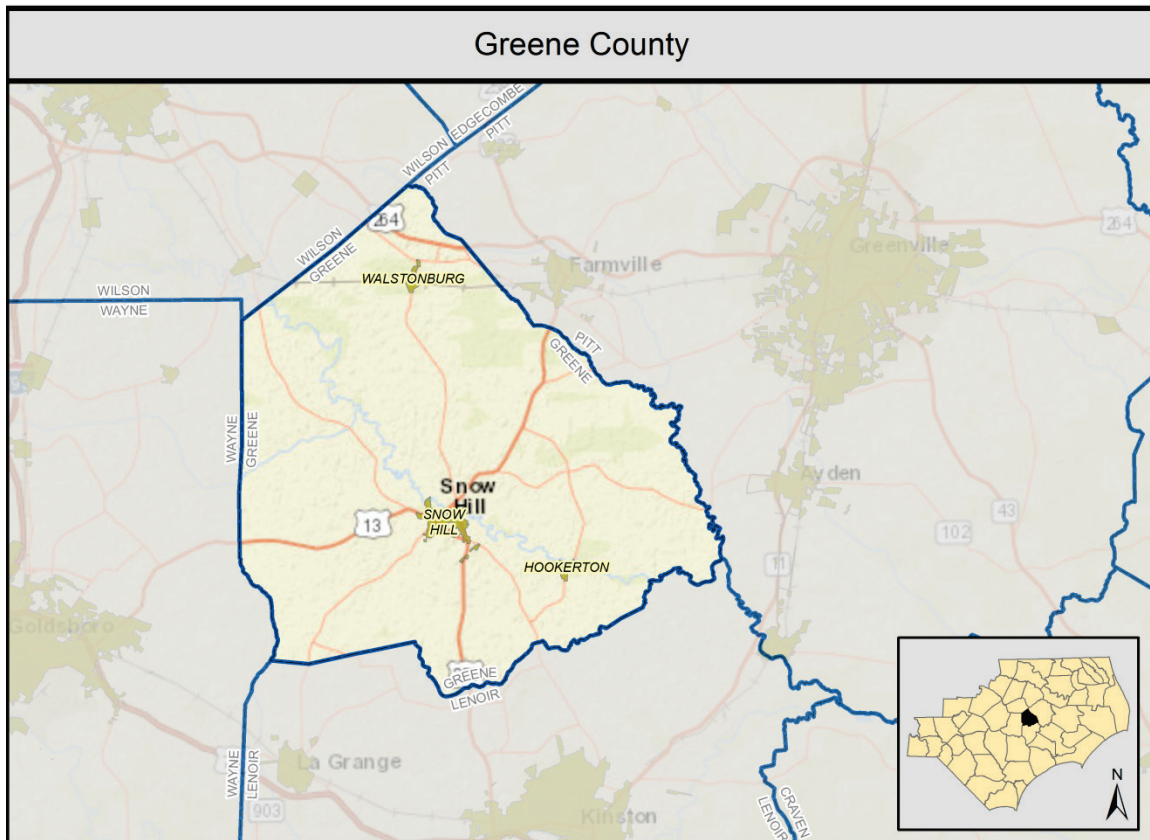 Greene County
EDGECOMBE
WILSON
PITT
PITT
WILSON
GREENE
264
264
Greenville
Farmville
WALSTONBURG
WILSON
WAYNE
PITT
GREENE
WAYNE
GREENE
Snow
Hill
SNOW
HILL
13
Ayden
43
102
HOOKERTON
11
Goldsboro
GREENE
LENOIR
La Grange
WAYNE
LENOIR
903
Kinston
CRAVEN
LENOIR
N